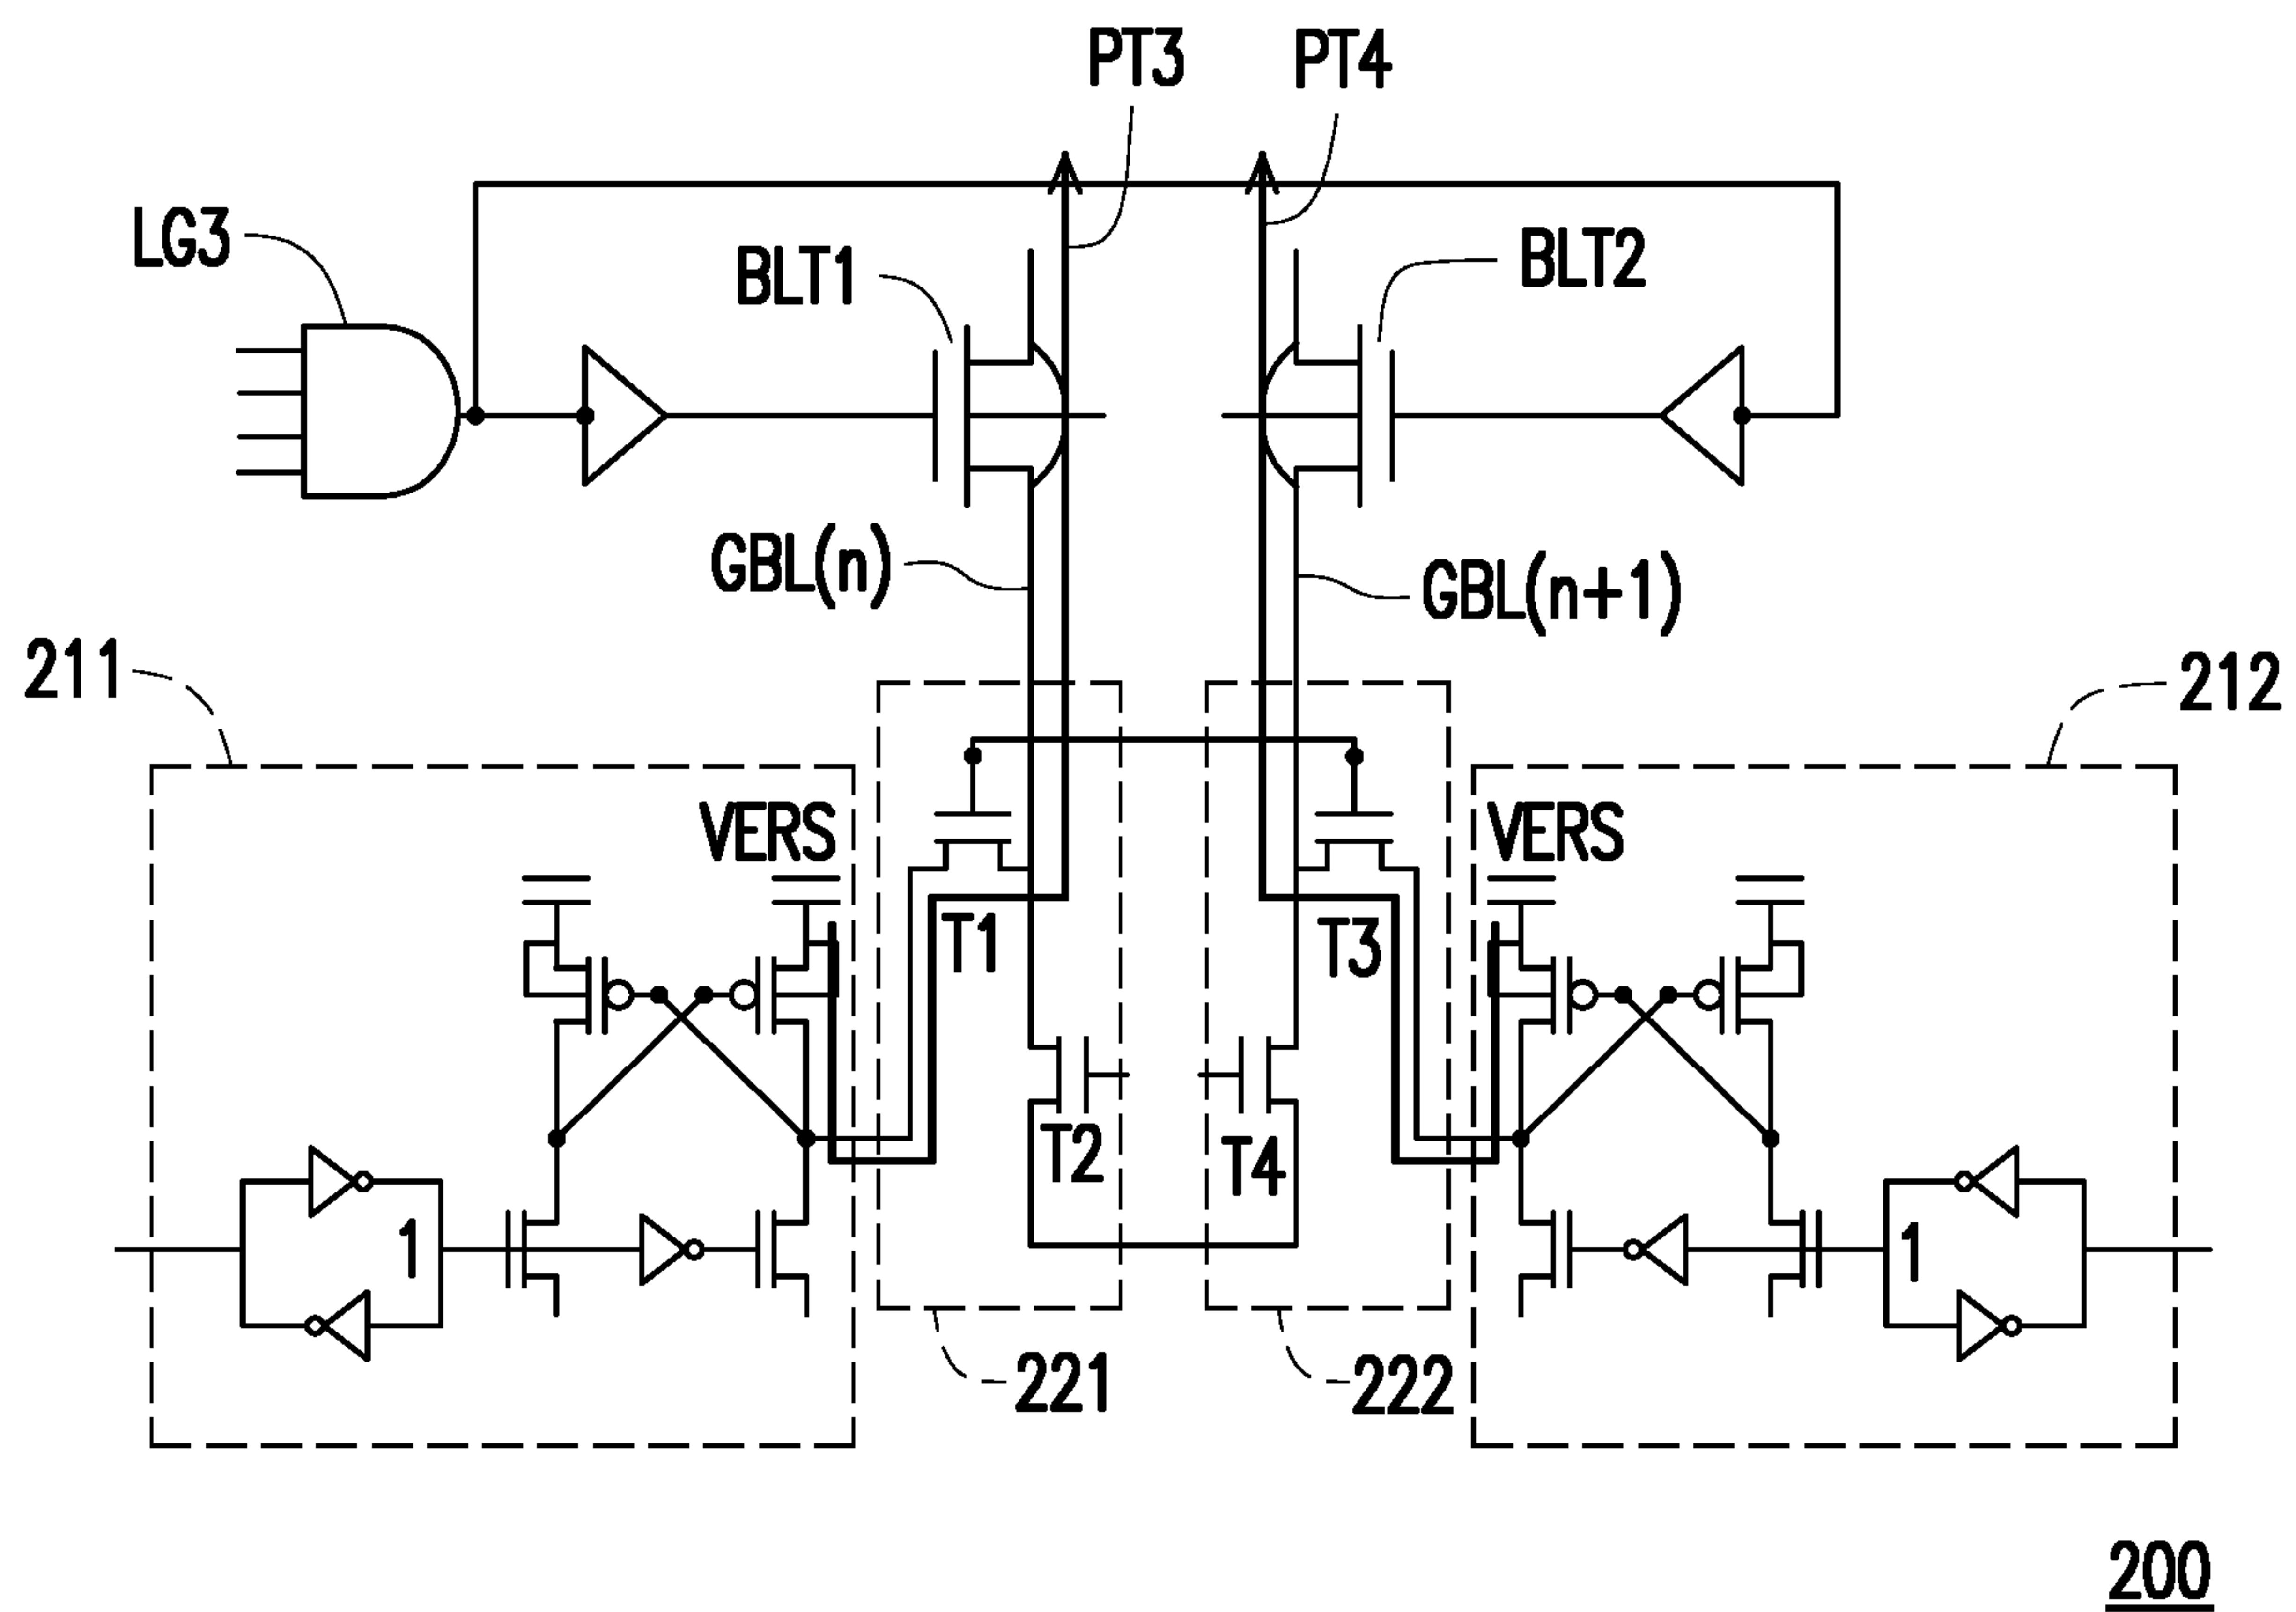 PT3
PT4
LG3
BLT1
BLT2
GBL(n)
GBL(n+1)
211
212
VERS
VERS
T1
T3
T2
T4
1
1
221
222
200